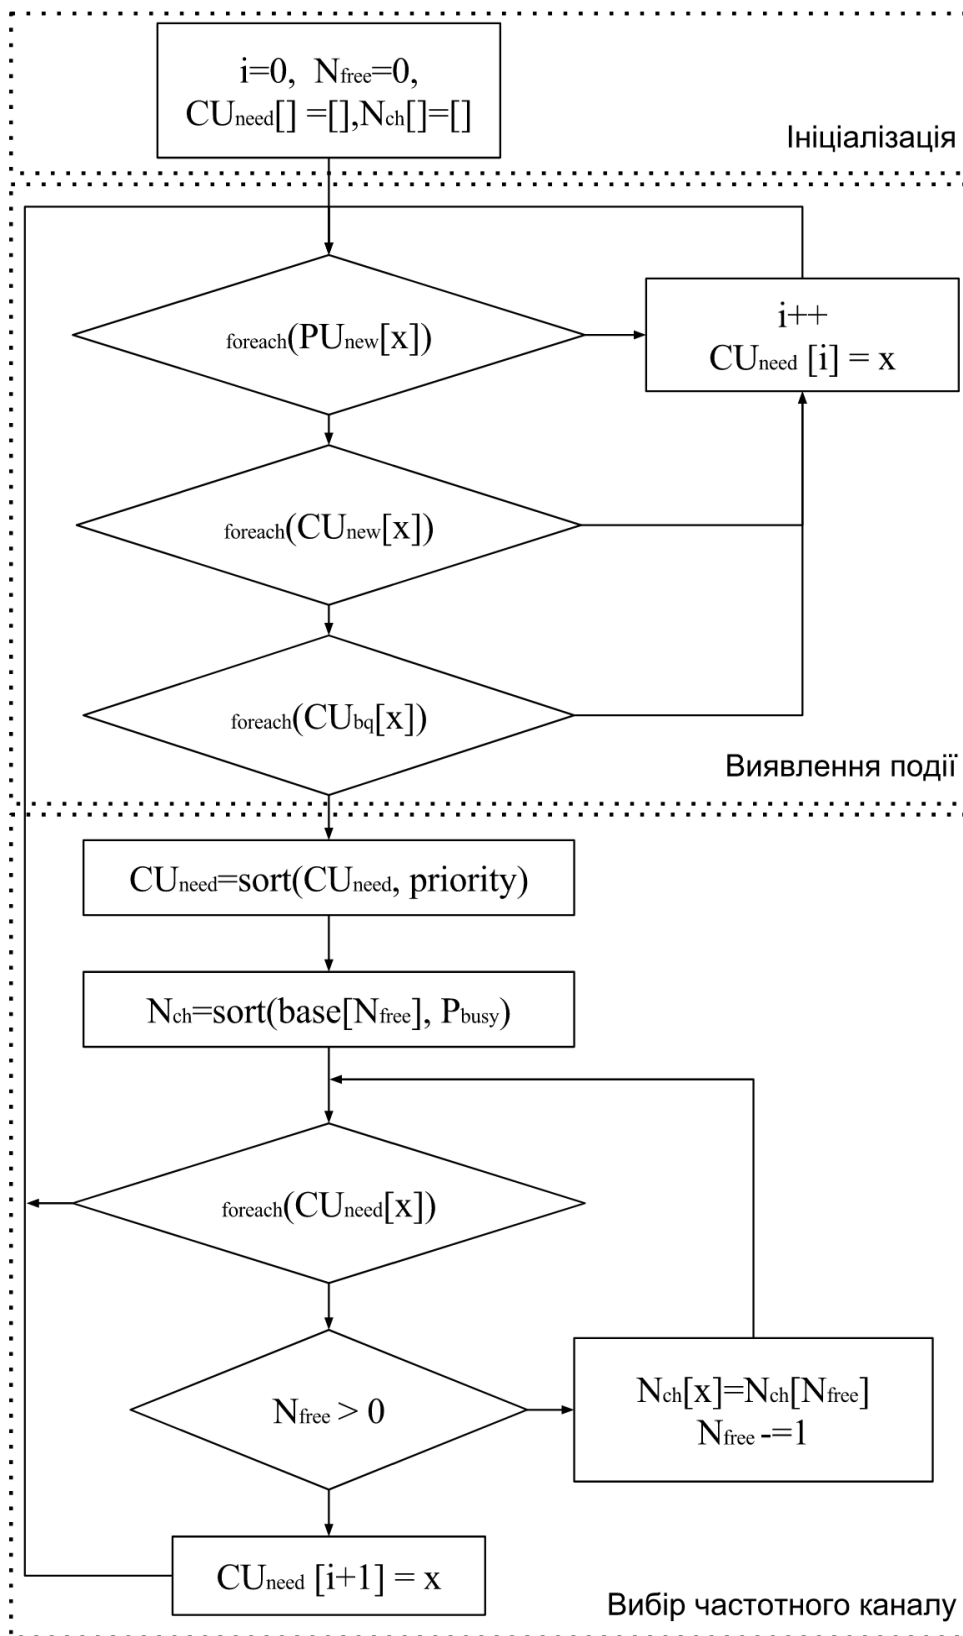 i=0, Nfree=0,
CUneed[] =[],Nch[]=[]
Ініціалізація
foreach(PUnew[x])
i++
CUneed [i] = x
foreach(CUnew[x])
foreach(CUbq[x])
Виявлення події
CUneed=sort(CUneed, priority)
Nch=sort(base[Nfree], Pbusy)
foreach(CUneed[x])
Nfree > 0
Nch[x]=Nch[Nfree]
Nfree -=1
CUneed [i+1] = x
Вибір частотного каналу